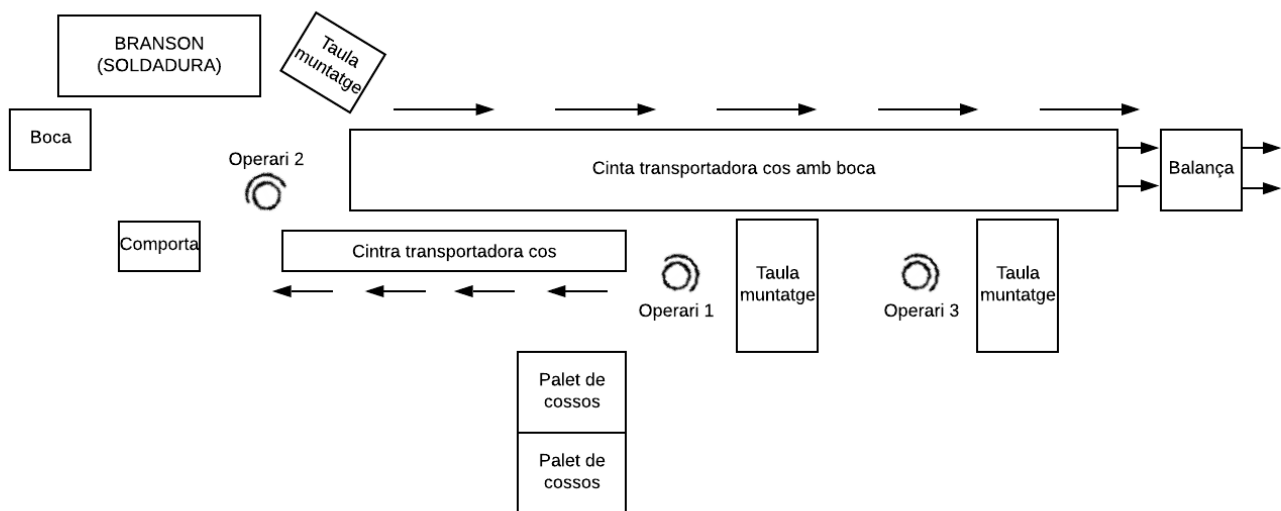 BRANSON
(SOLDADURA)
Taula
muntatge
Boca
Operari 2
Cinta transportadora cos amb boca
Balança
Comporta
Cintra transportadora cos
Operari 1
Taula
muntatge
Operari 3
Taula
muntatge
Palet de
cossos
Palet de
cossos